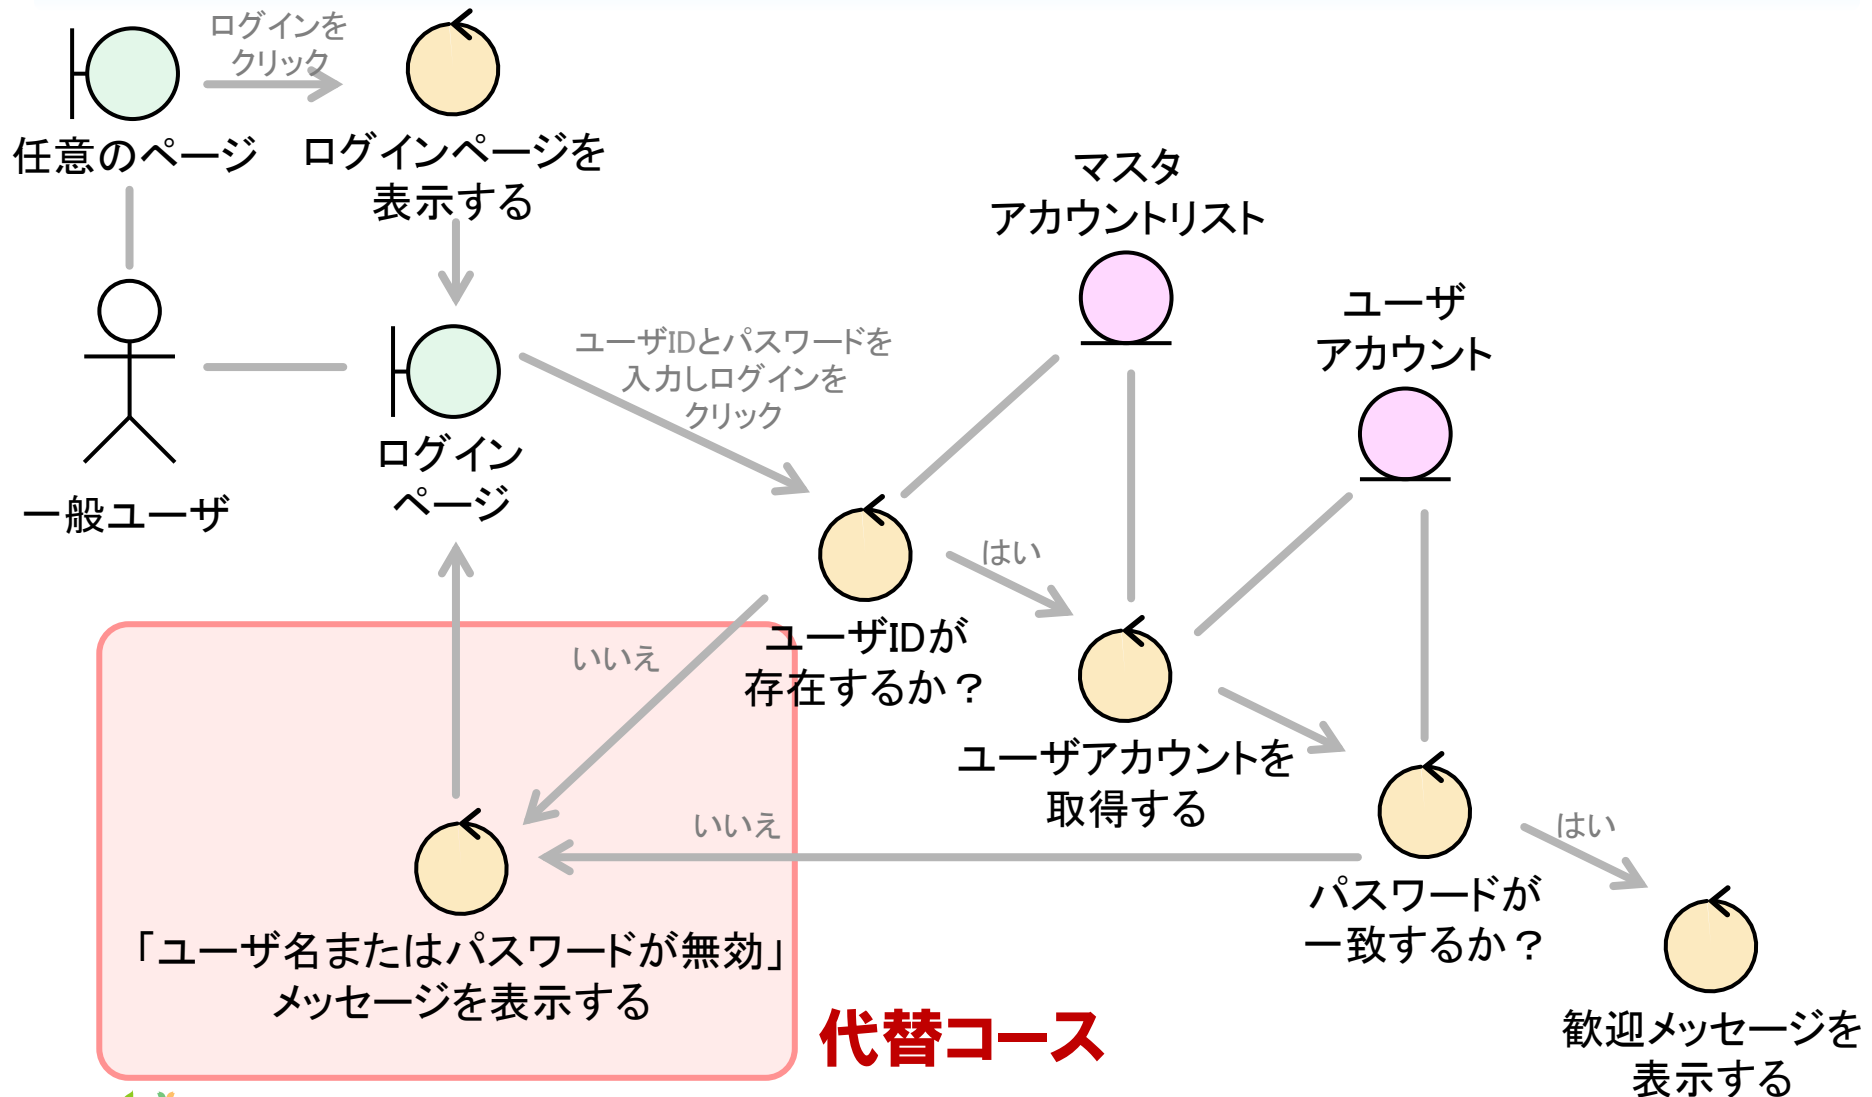 ログインを
クリック
任意のページ
ログインページを
表示する
マスタ
アカウントリスト
ユーザ
アカウント
ユーザIDとパスワードを
入力しログインを
クリック
ログイン
ページ
一般ユーザ
はい
ユーザIDが
存在するか？
いいえ
ユーザアカウントを
取得する
いいえ
はい
パスワードが
一致するか？
「ユーザ名またはパスワードが無効」
メッセージを表示する
代替コース
歓迎メッセージを
表示する